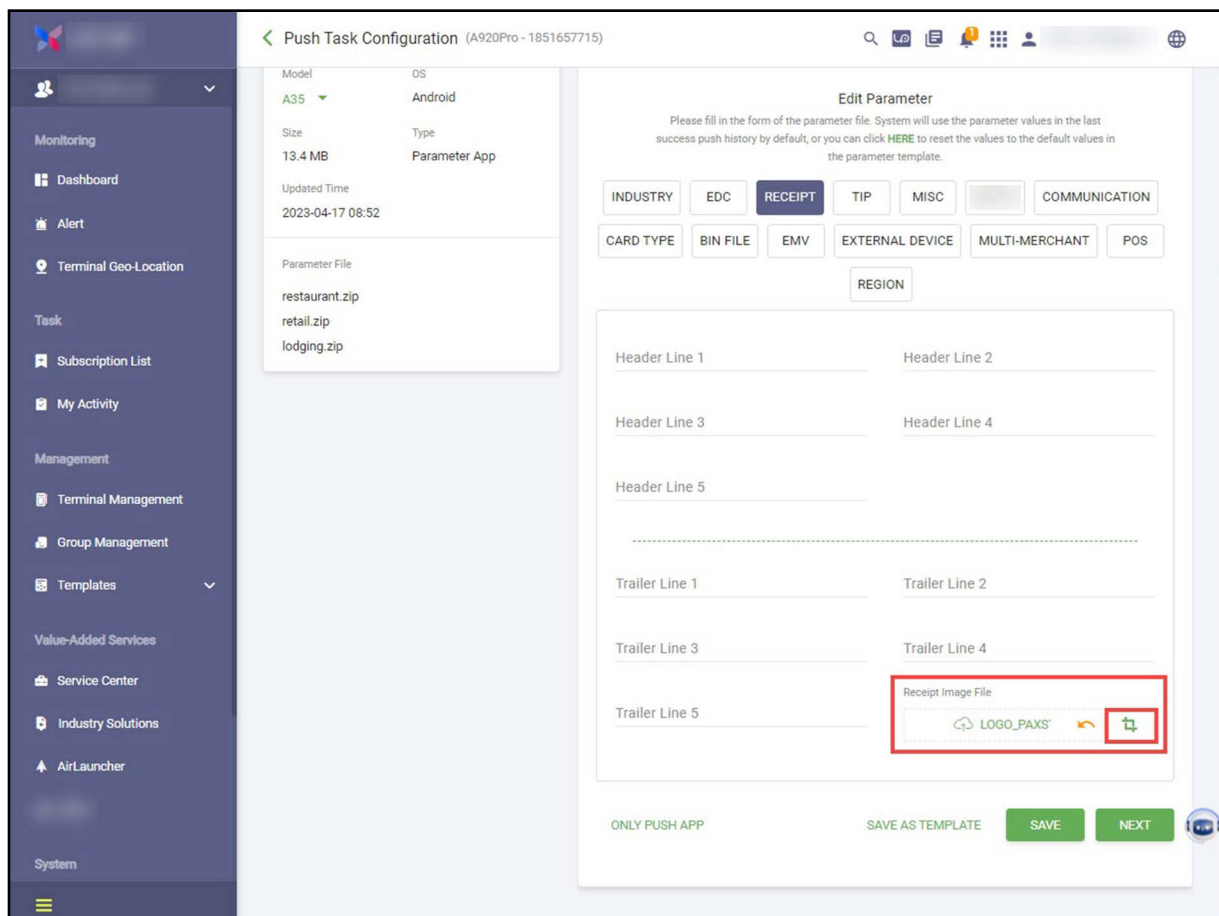 Push Task Configuration (A920Pro - 1851657715)
1
Monitoring
Dashboard
Alert
Terminal Geo-Location
Task
Subscription List
My Activity
Management
Terminal Management
Group Management
Templates
Value-Added Services
Service Center
Industry Solutions
AirLauncher
System
Model OS
A35 Android
Size Type
13.4 MB Parameter App
Updated Time
2023-04-17 08:52
Parameter File
restaurant.zip
retail.zip
lodging.zip
Edit Parameter
Please fill in the form of the parameter file. System will use the parameter values in the last
success push history by default, or you can click HERE to reset the values to the default values in
the parameter template.
INDUSTRY EDC RECEIPT TIP MISC COMMUNICATION
CARD TYPE BIN FILE EMV EXTERNAL DEVICE MULTI-MERCHANT POS
REGION
Header Line 1 Header Line 2
Header Line 3 Header Line 4
Header Line 5
Trailer Line 1 Trailer Line 2
Trailer Line 3 Trailer Line 4
Trailer Line 5
Receipt Image File
LOGO_PAXS
ONLY PUSH APP SAVE AS TEMPLATE SAVE NEXT